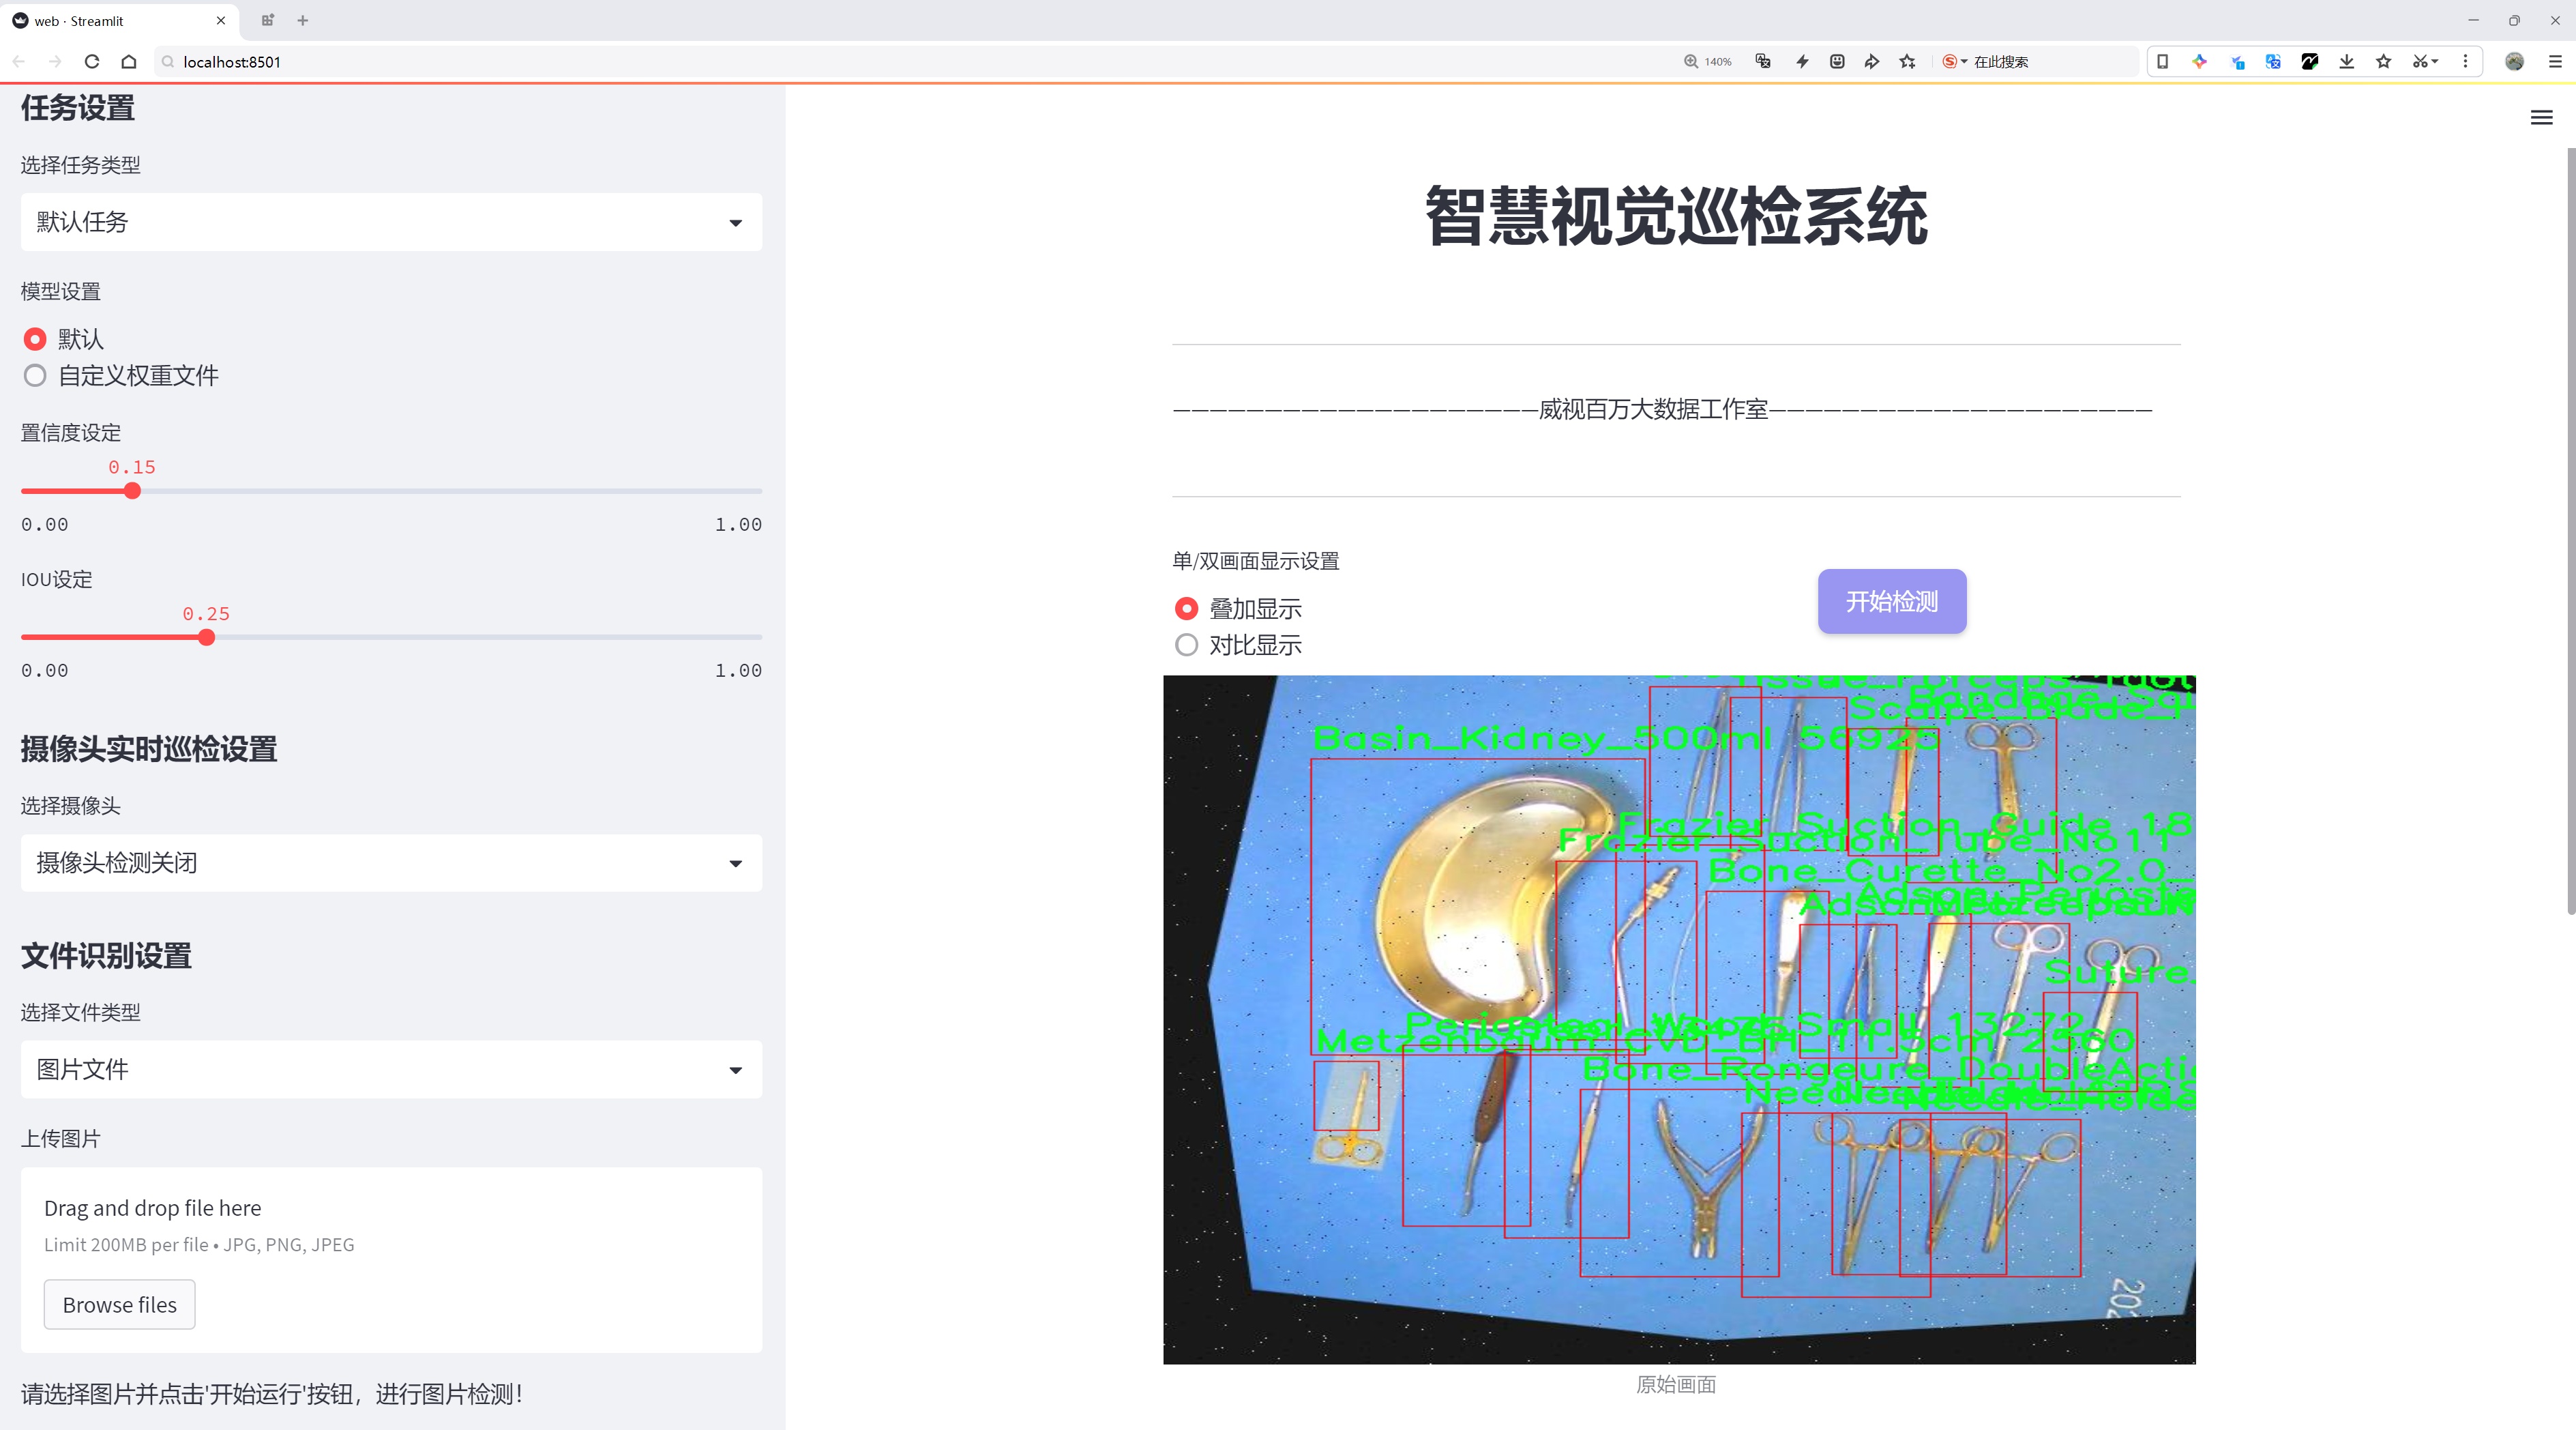 web · Streamlit
localhost:8501
140%
在此搜索
任务设置
选择任务类型
默认任务
模型设置
默认
自定义权重文件
置信度设定
0.15
0.00 1.00
IOU设定
0.25
0.00 1.00
摄像头实时巡检设置
选择摄像头
摄像头检测关闭
文件识别设置
选择文件类型
图片文件
上传图片
Drag and drop file here
Limit 200MB per file • JPG, PNG, JPEG
Browse files
请选择图片并点击'开始运行'按钮，进行图片检测！
智慧视觉巡检系统
————————————————————威视百万大数据工作室—————————————————————
单/双画面显示设置
叠加显示
对比显示
开始检测
Basin_Kidney_500ml
Frazier_Suction_Guide_18
Frazier_Suction_Tube_No11
Bone_Curette_No2.0_
Suture_
Metzenbaum_CVD_BH_11.5cm 2560
Bone_Rongeure_DoubleActi
202
原始画面